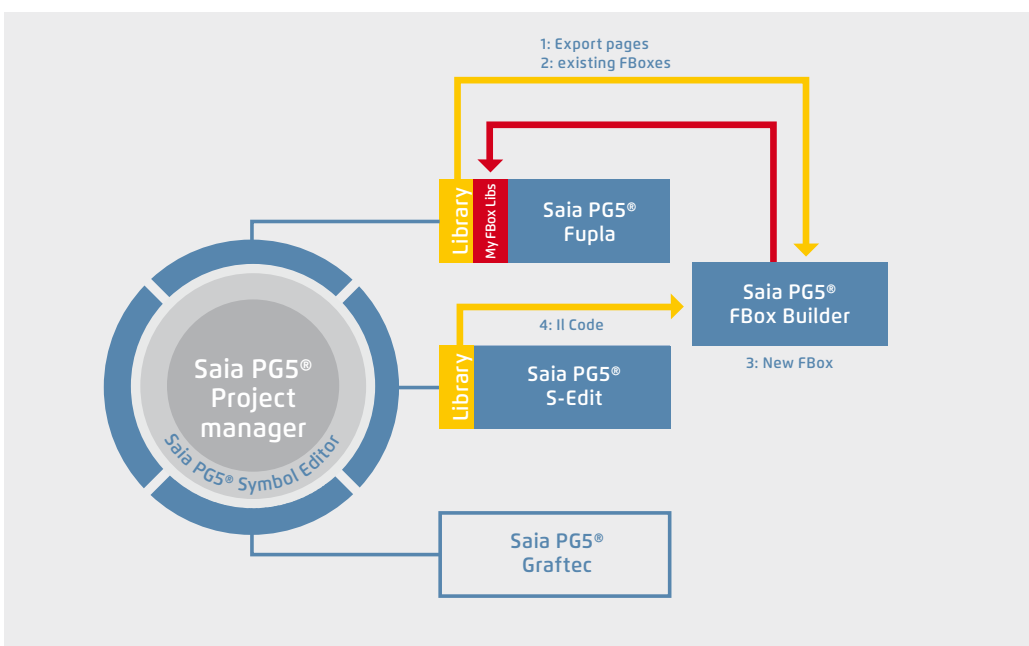 1: Export pages
2: existing FBoxes
Library
My FBox Libs
Saia PG5®
Fupla
Saia PG5®
FBox Builder
3: New FBox
4: Il Code
Library
Saia PG5®
S-Edit
Saia PG5®
Project
manager
Saia PG5® Symbol Editor
Saia PG5®
Graftec